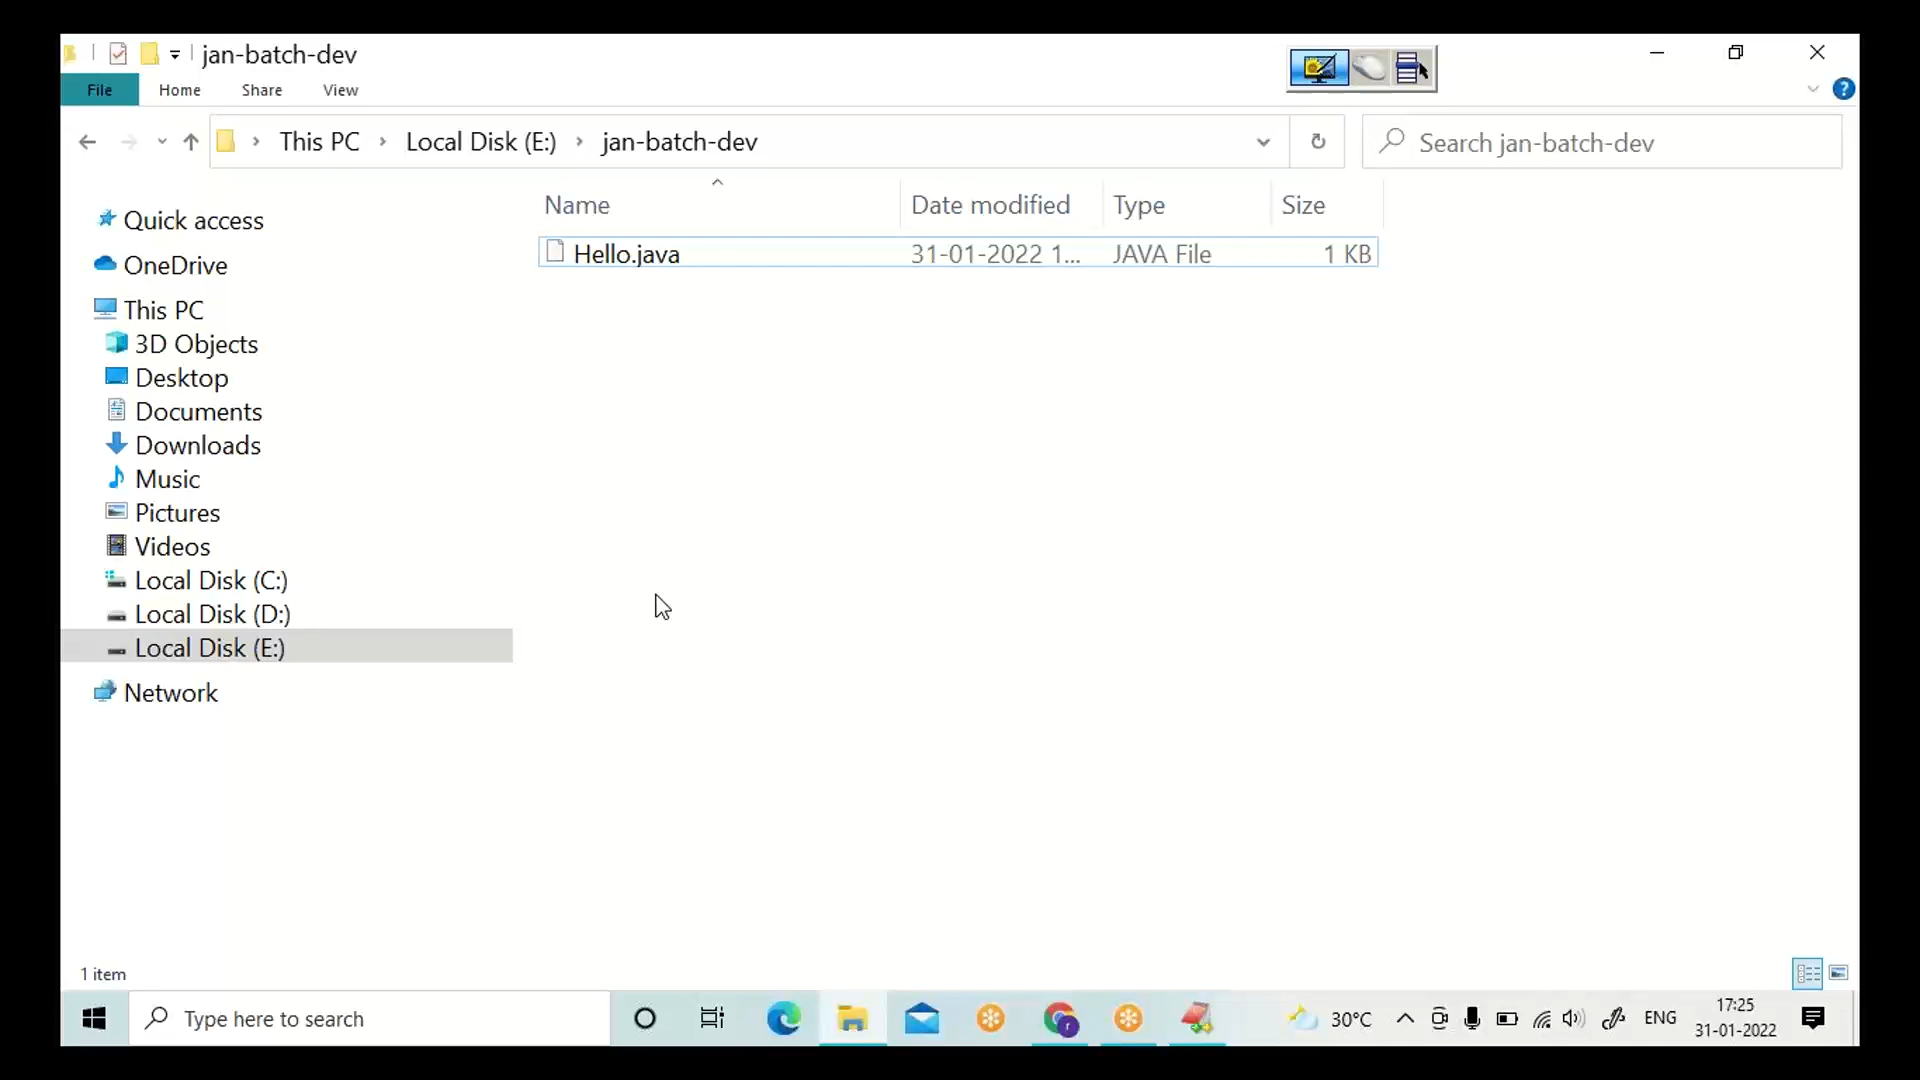 jan-batch-dev
File Home Share View
This PC Local Disk (E:) jan-batch-dev
Search jan-batch-dev
Name Date modified Type Size
Hello.java 31-01-2022 1... JAVA File 1 KB
Quick access
OneDrive
This PC
3D Objects
Desktop
Documents
Downloads
Music
Pictures
Videos
Local Disk (C:)
Local Disk (D:)
Local Disk (E:)
Network
1 item
Type here to search
30°C
ENG
17:25
31-01-2022